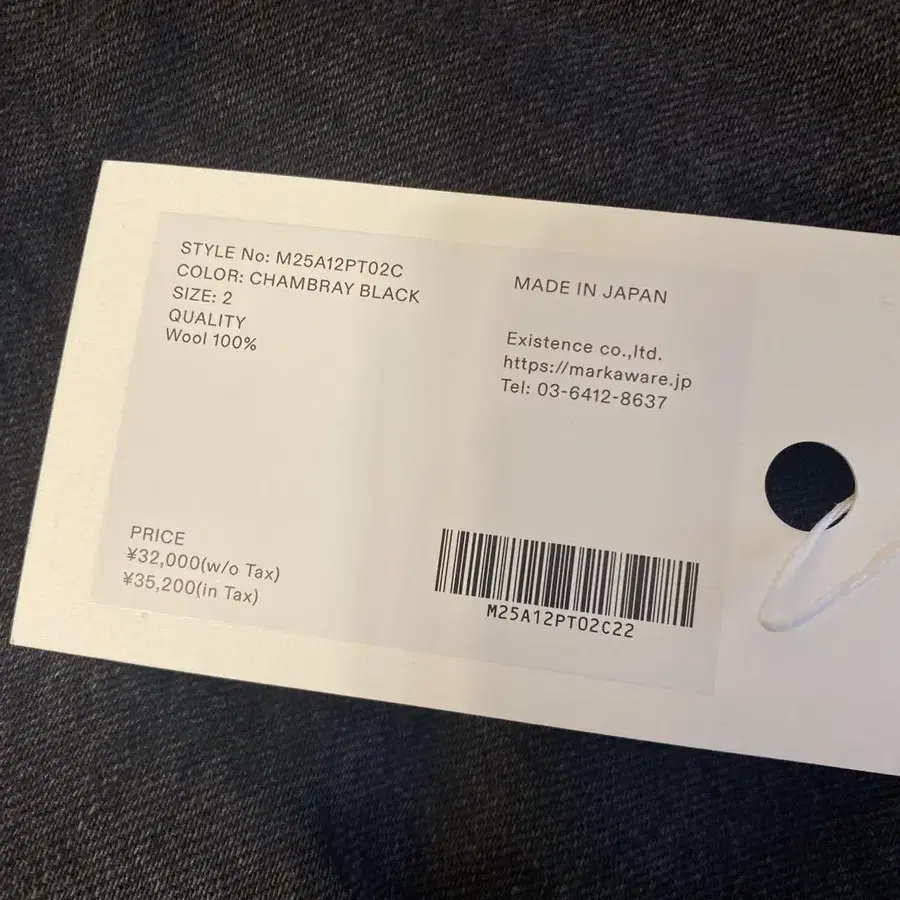 STYLE No: M25A12PT02C
COLOR: CHAMBRAY BLACK
SIZE: 2
QUALITY
Wool 100%
MADE IN JAPAN
Existence co.,ltd.
https://markaware.jp
Tel: 03-6412-8637
PRICE
¥32,000(w/o Tax)
¥35,200(in Tax)
M25A12PT02C22